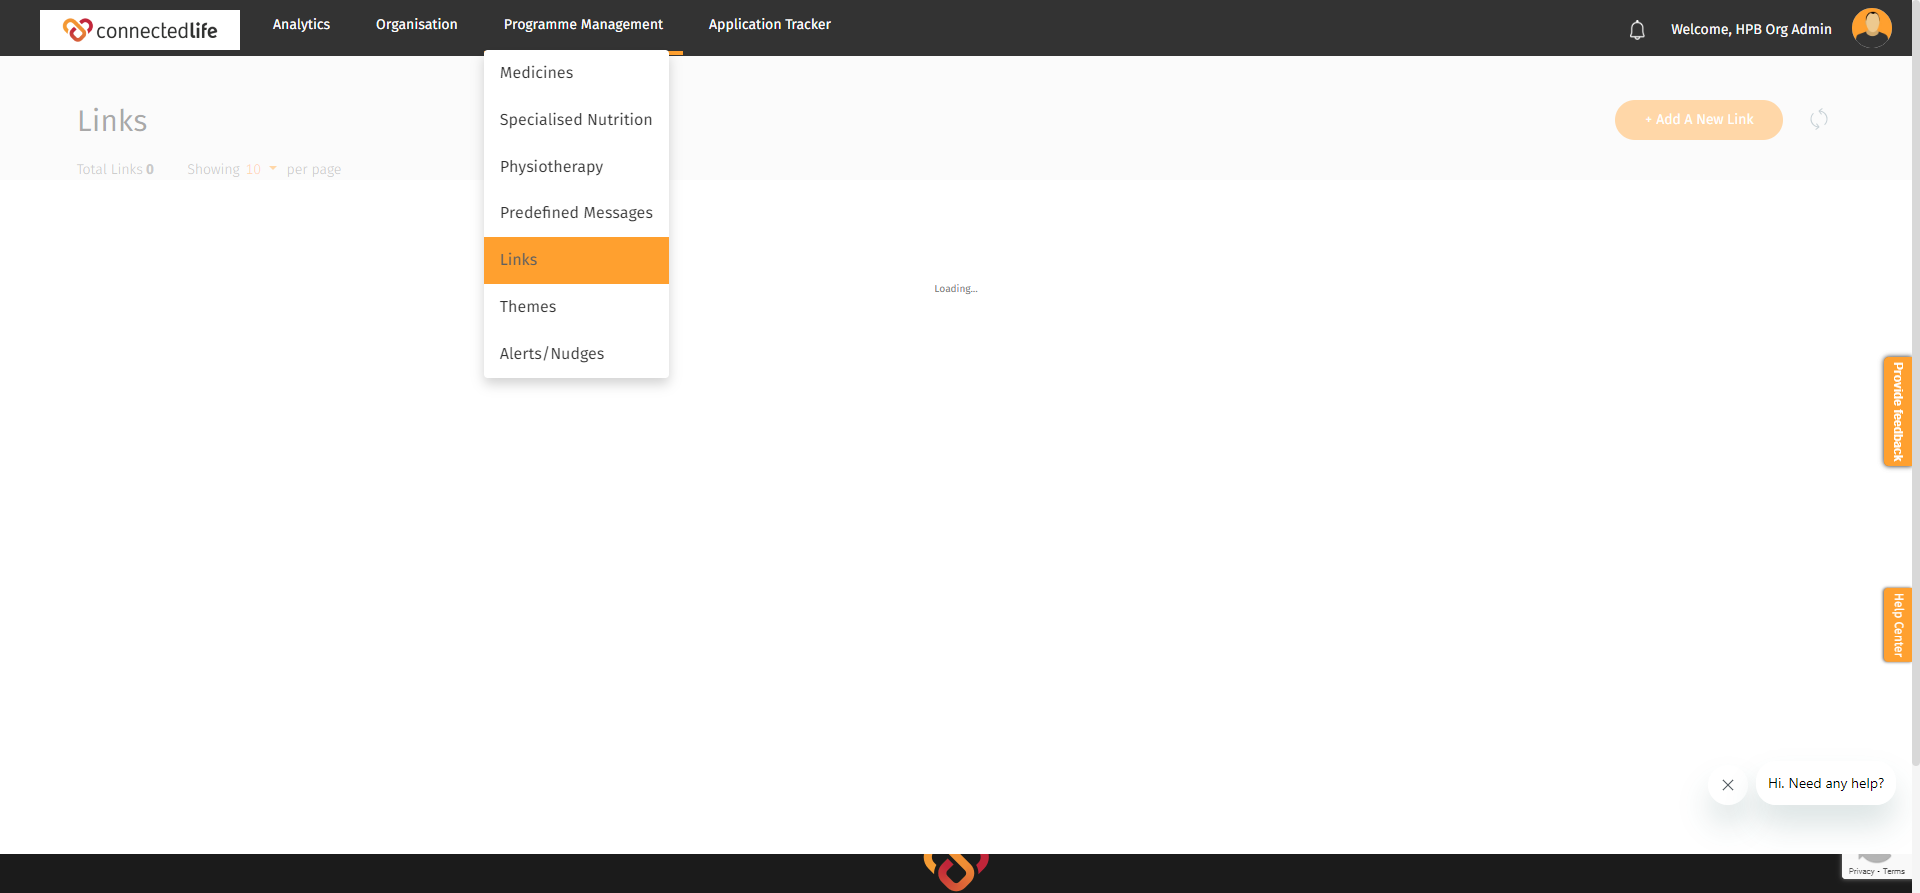 connectedlife
Analytics
Organisation
Programme Management
Application Tracker
Welcome, HPB Org Admin
Medicines
Specialised Nutrition
Physiotherapy
Predefined Messages
Links
Themes
Alerts/Nudges
Links
+ Add A New Link
Total Links 0
Showing 10 per page
Loading...
Provide feedback
Help Center
Hi. Need any help?
Privacy - Terms